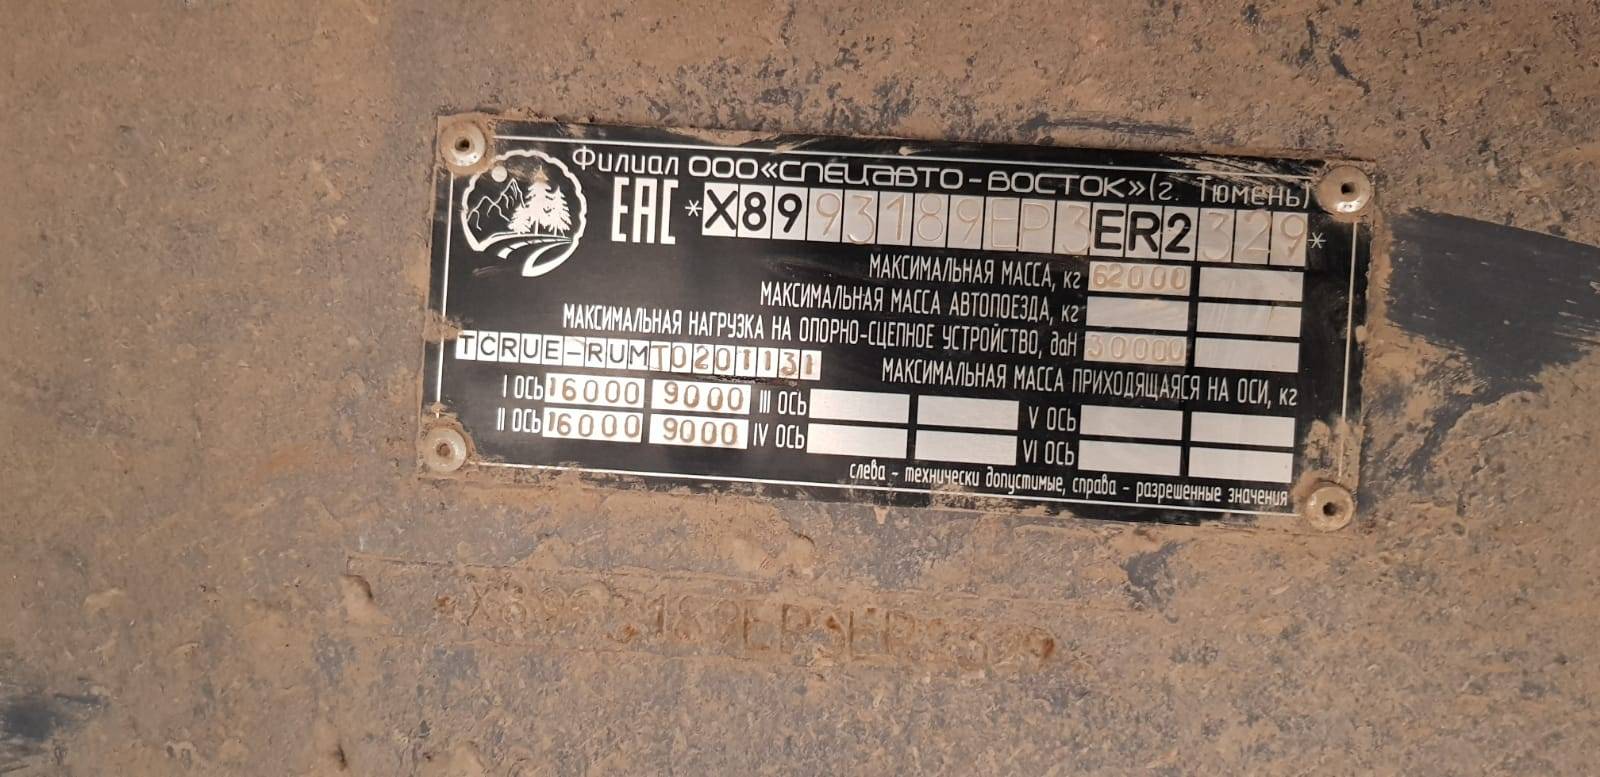 Филиал ООО «СПЕЦАВТО-ВОСТОК» (г. Тюмень)
ЕАС *X8993189EP3ER2329*
МАКСИМАЛЬНАЯ МАССА, кг 62000
МАКСИМАЛЬНАЯ МАССА АВТОПОЕЗДА, кг
МАКСИМАЛЬНАЯ НАГРУЗКА НА ОПОРНО-СЦЕПНОЕ УСТРОЙСТВО, даН 30000
TCRUE-RUMT0201131
МАКСИМАЛЬНАЯ МАССА ПРИХОДЯЩАЯСЯ НА ОСИ, кг
I ОСЬ 16000 9000 III ОСЬ V ОСЬ
II ОСЬ 16000 9000 IV ОСЬ VI ОСЬ
слева - технически допустимые, справа - разрешенные значения